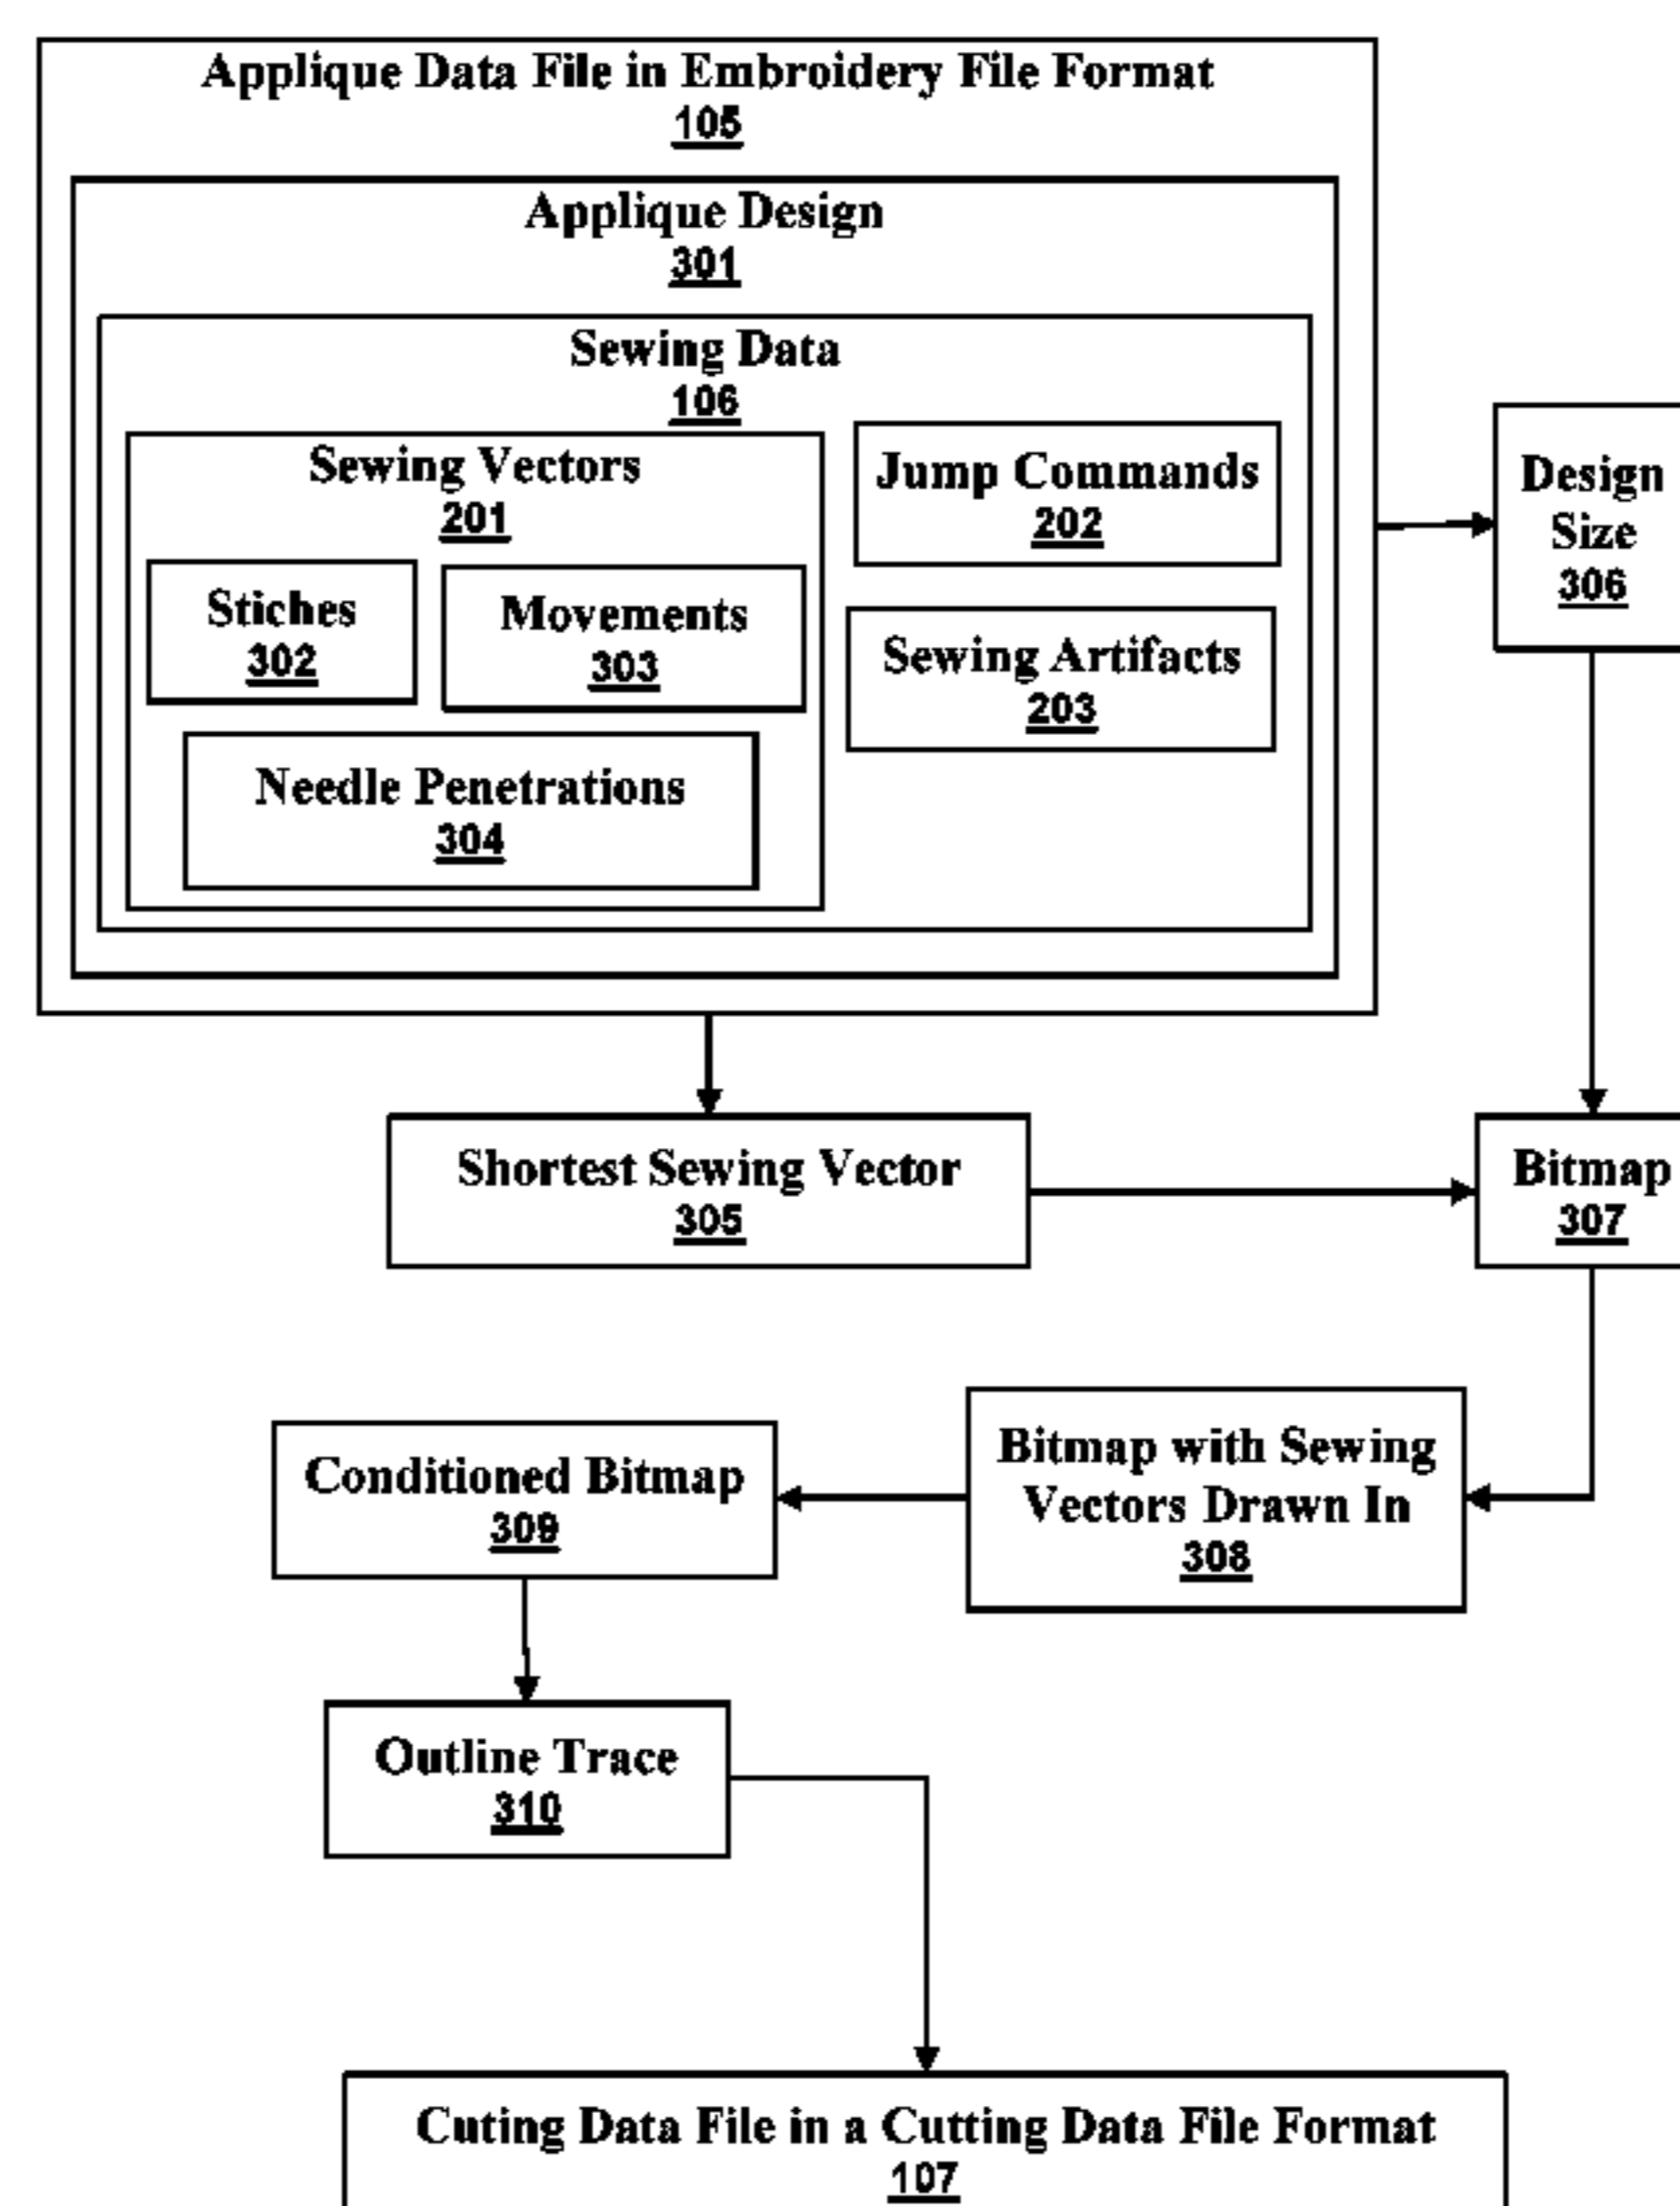 Applique Data File in Embroidery File Format
105
Applique Design
301
Sewing Data
106
Sewing Vectors
201
Jump Commands
202
Stiches
302
Movements
303
Sewing Artifacts
203
Needle Penetrations
304
Design
Size
306
Shortest Sewing Vector
305
Bitmap
307
Bitmap with Sewing
Vectors Drawn In
308
Conditioned Bitmap
309
Outline Trace
310
Cuting Data File in a Cutting Data File Format
107